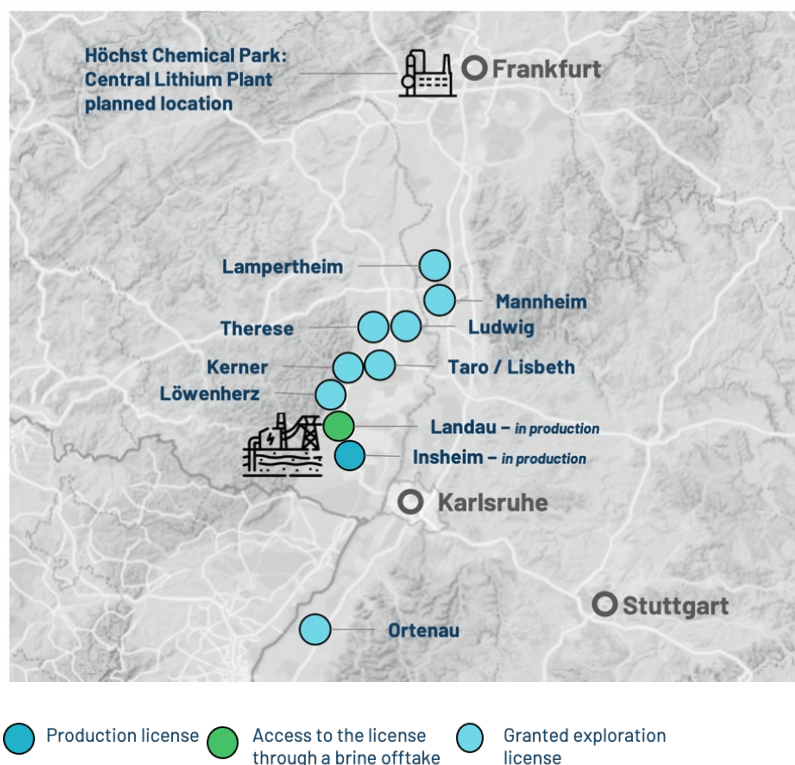 Höchst Chemical Park:
Central Lithium Plant
planned location
Frankfurt
Lampertheim
Mannheim
Therese
Ludwig
Kerner
Taro / Lisbeth
Löwenherz
Landau – in production
Insheim – in production
Karlsruhe
Stuttgart
Ortenau
Production license
Access to the license
through a brine offtake
Granted exploration
license